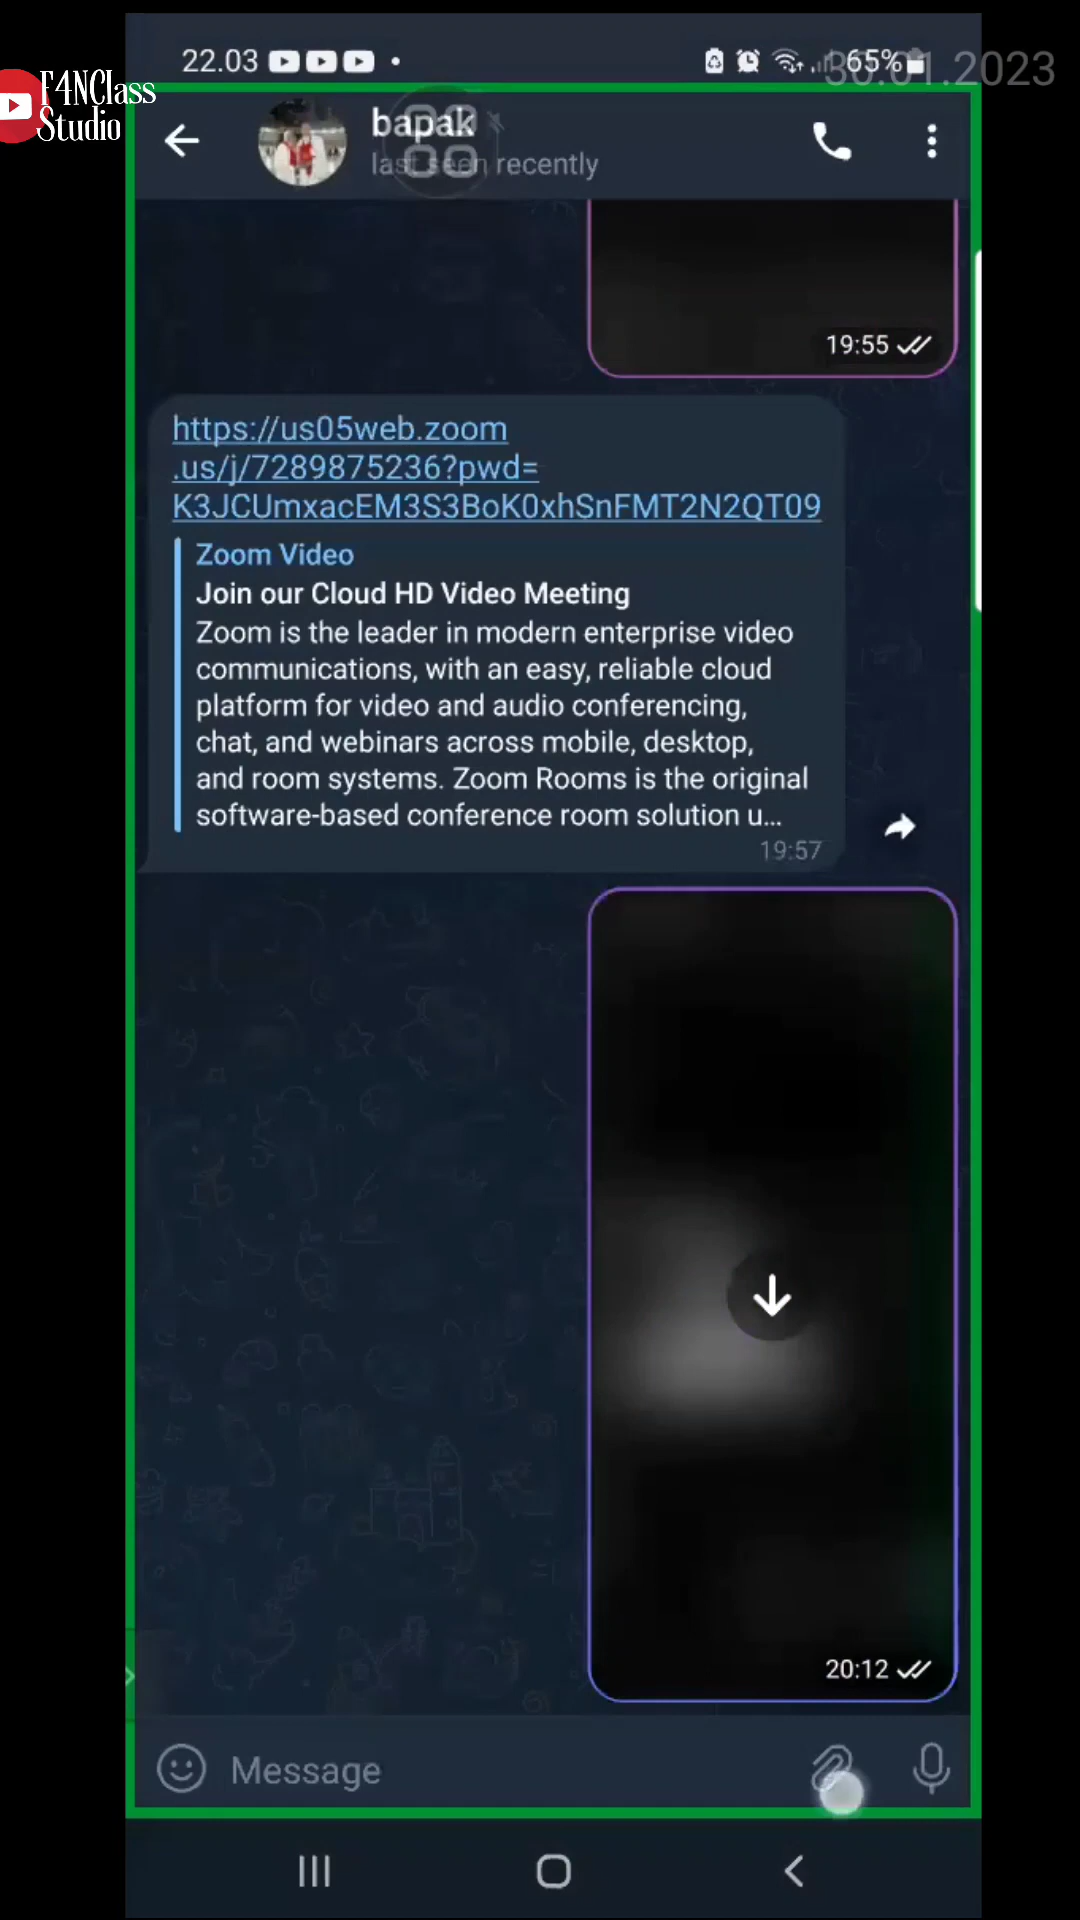 22.03
65%
30.01.2023
F4NClass
Studio
bapak
last seen recently
19:55
https://us05web.zoom
.us/j/7289875236?pwd=
K3JCUmxacEM3S3BoK0xhSnFMT2N2QT09
Zoom Video
Join our Cloud HD Video Meeting
Zoom is the leader in modern enterprise video
communications, with an easy, reliable cloud
platform for video and audio conferencing,
chat, and webinars across mobile, desktop,
and room systems. Zoom Rooms is the original
software-based conference room solution u...
19:57
20:12
Message